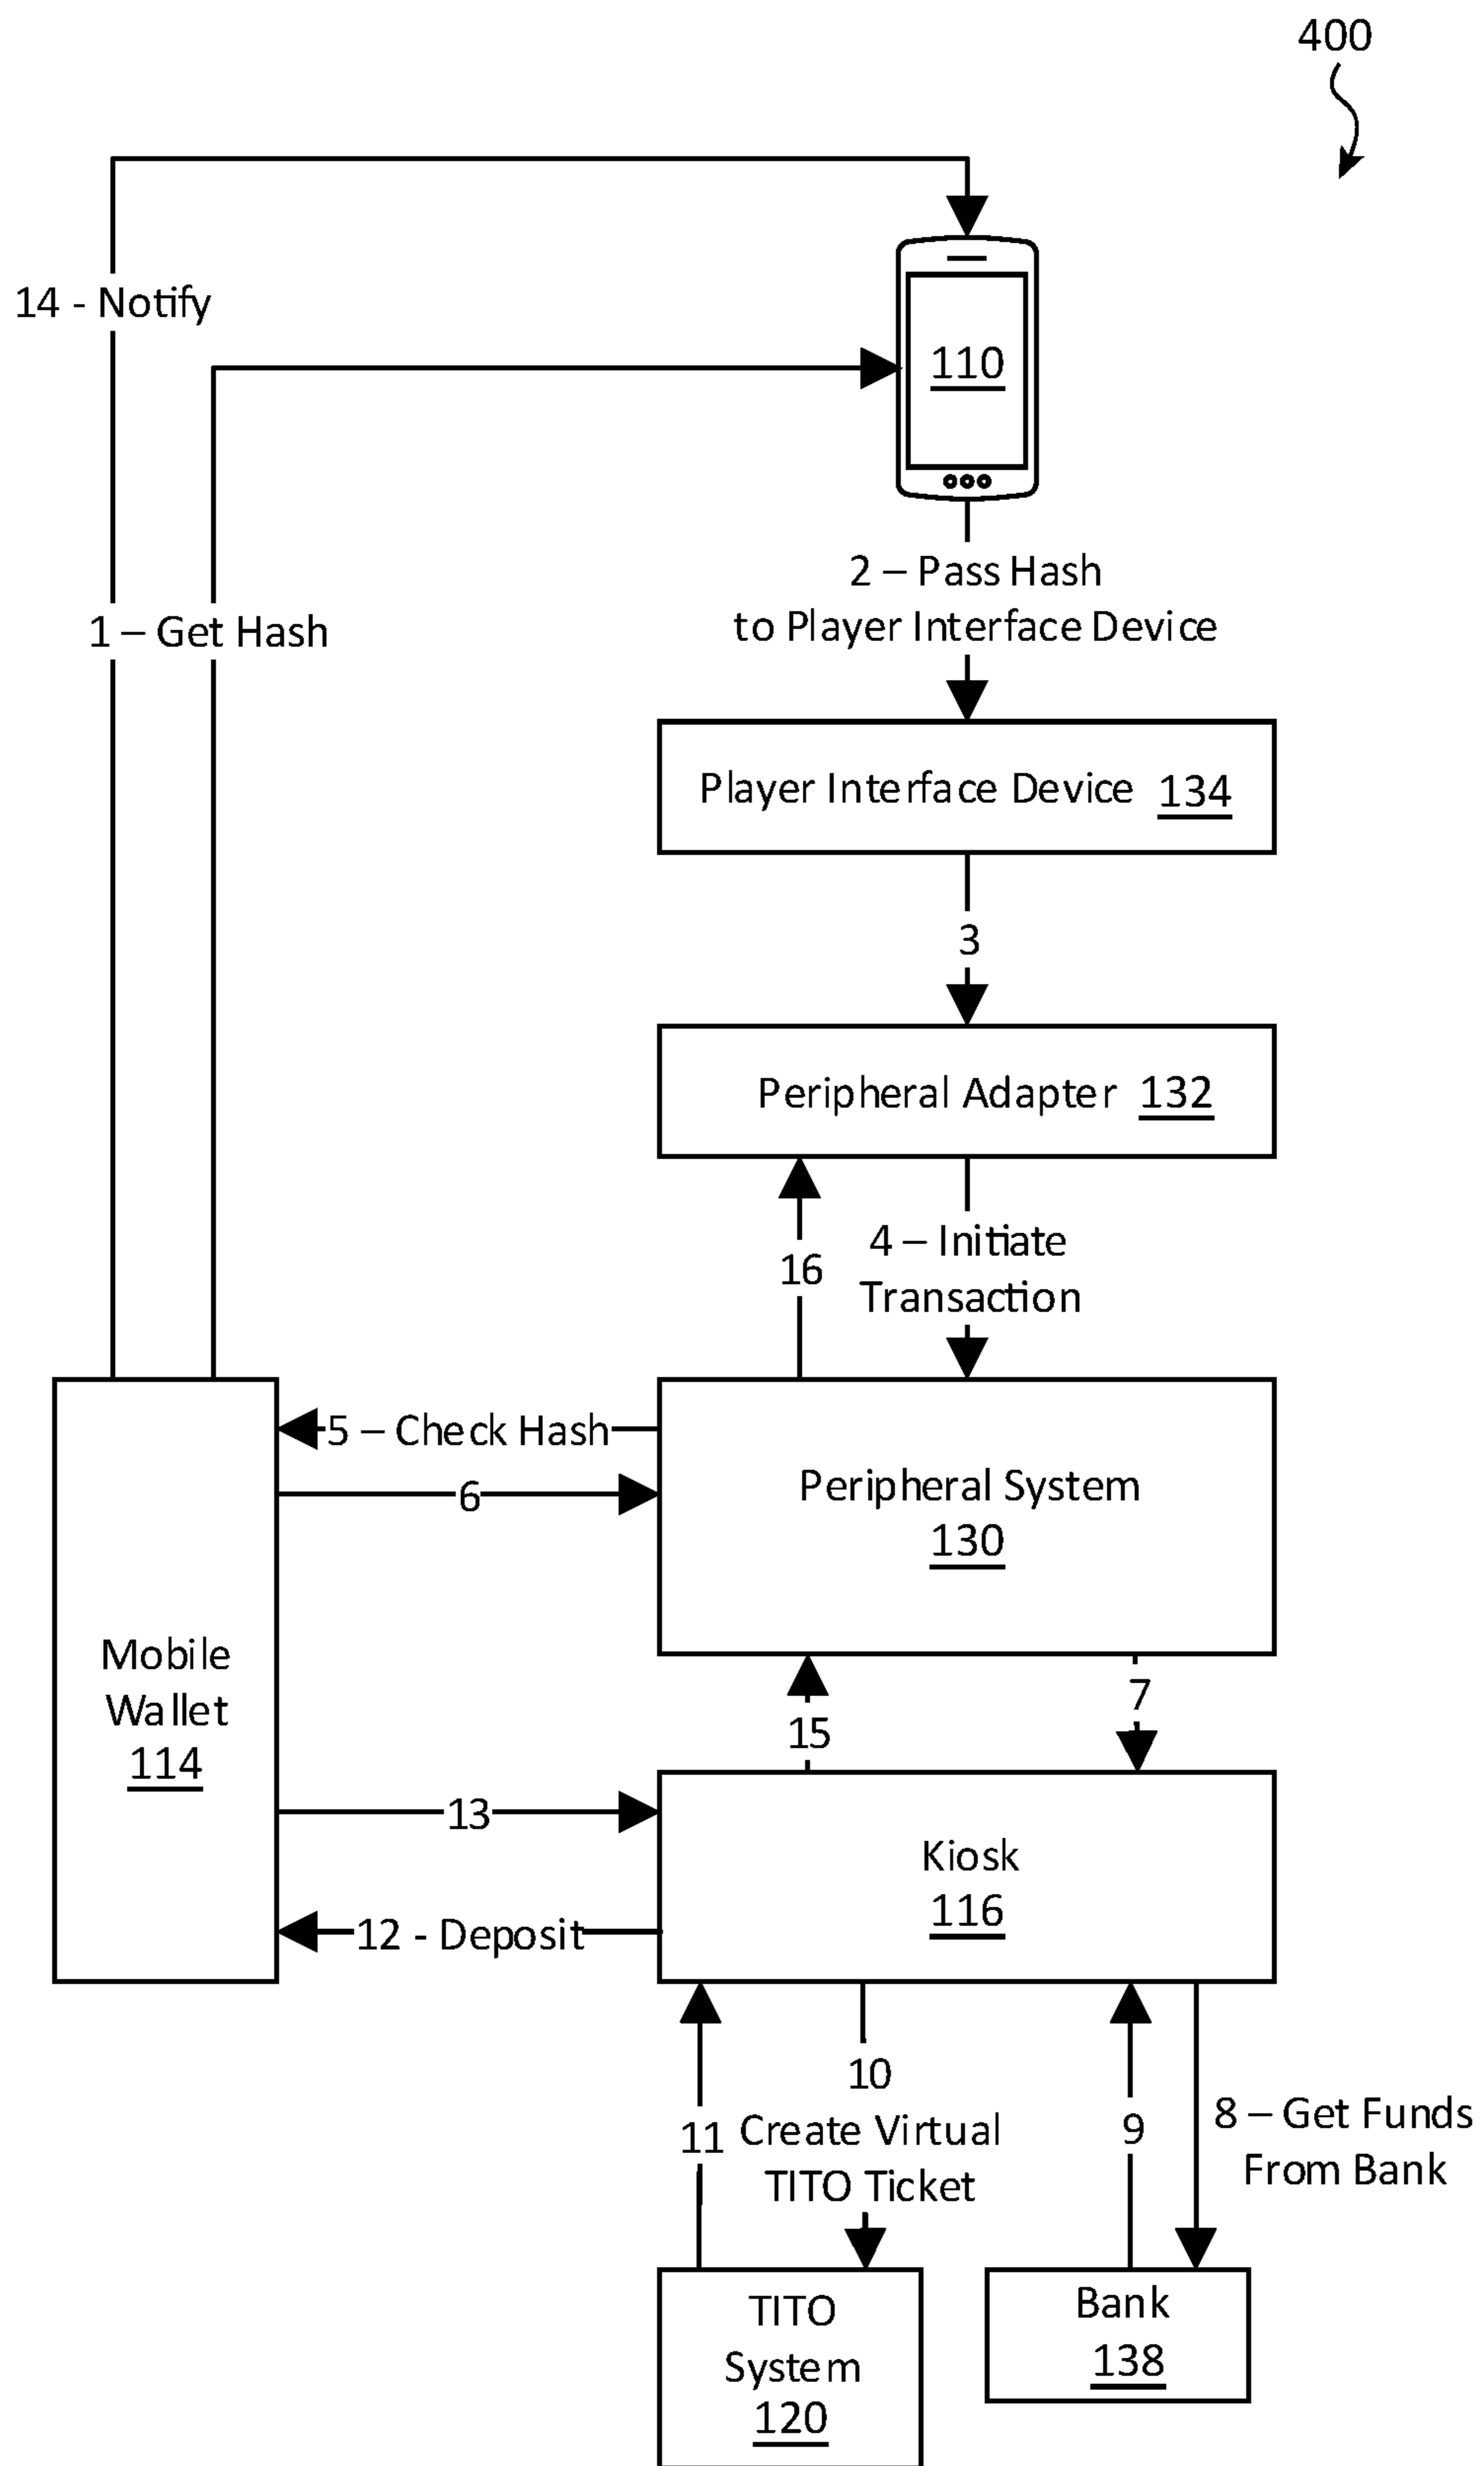 400
14 - Notify
110
2 – Pass Hash
to Player Interface Device
1 – Get Hash
Player Interface Device 134
3
Peripheral Adapter 132
16
4 – Initiate
Transaction
5 – Check Hash
6
Peripheral System
130
Mobile
Wallet
114
15
7
13
Kiosk
116
12 - Deposit
11
10
Create Virtual
TITO Ticket
9
8 – Get Funds
From Bank
TITO
System
120
Bank
138